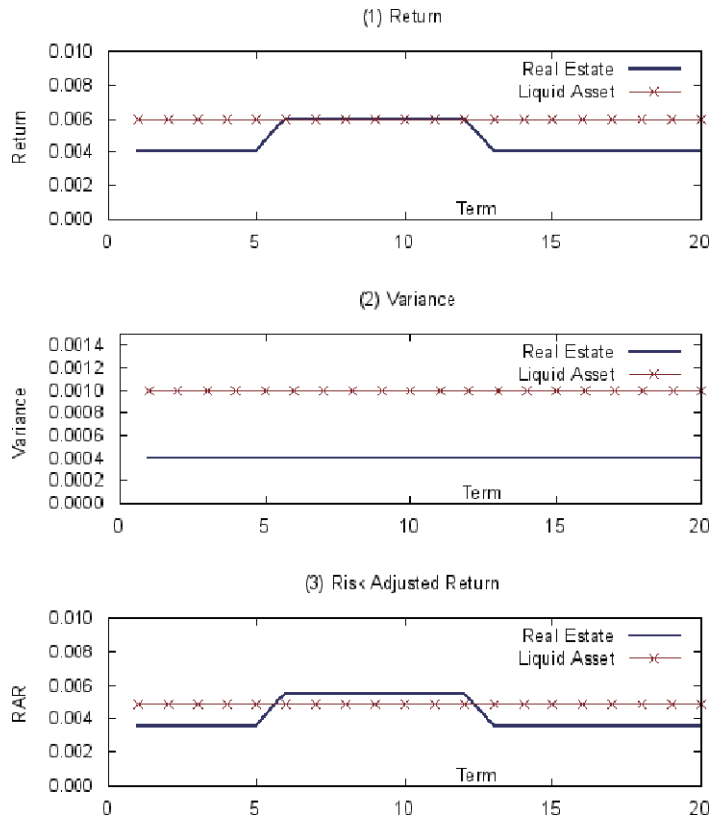 (1) Return
0.010
0.008
0.006
0.004
0.002
0.000
Return
Real Estate
Liquid Asset
Term
0 5 10 15 20
(2) Variance
0.0014
0.0012
0.0010
0.0008
0.0006
0.0004
0.0002
0.0000
Variance
Real Estate
Liquid Asset
Term
0 5 10 15 20
(3) Risk Adjusted Return
0.010
0.008
0.006
0.004
0.002
0.000
RAR
Real Estate
Liquid Asset
Term
0 5 10 15 20